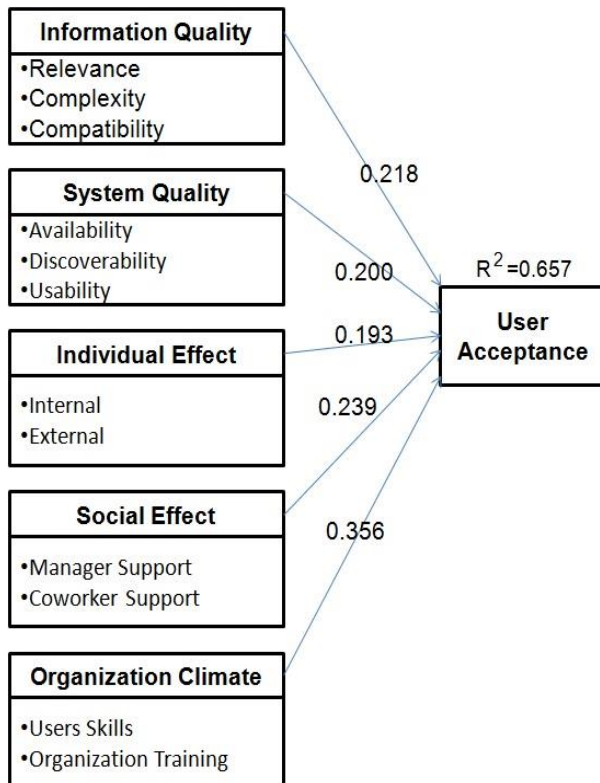 Information Quality
•Relevance
•Complexity
•Compatibility
0.218
System Quality
•Availability
•Discoverability
•Usability
0.200
R²=0.657
User
Acceptance
0.193
Individual Effect
•Internal
•External
0.239
Social Effect
•Manager Support
•Coworker Support
0.356
Organization Climate
•Users Skills
•Organization Training